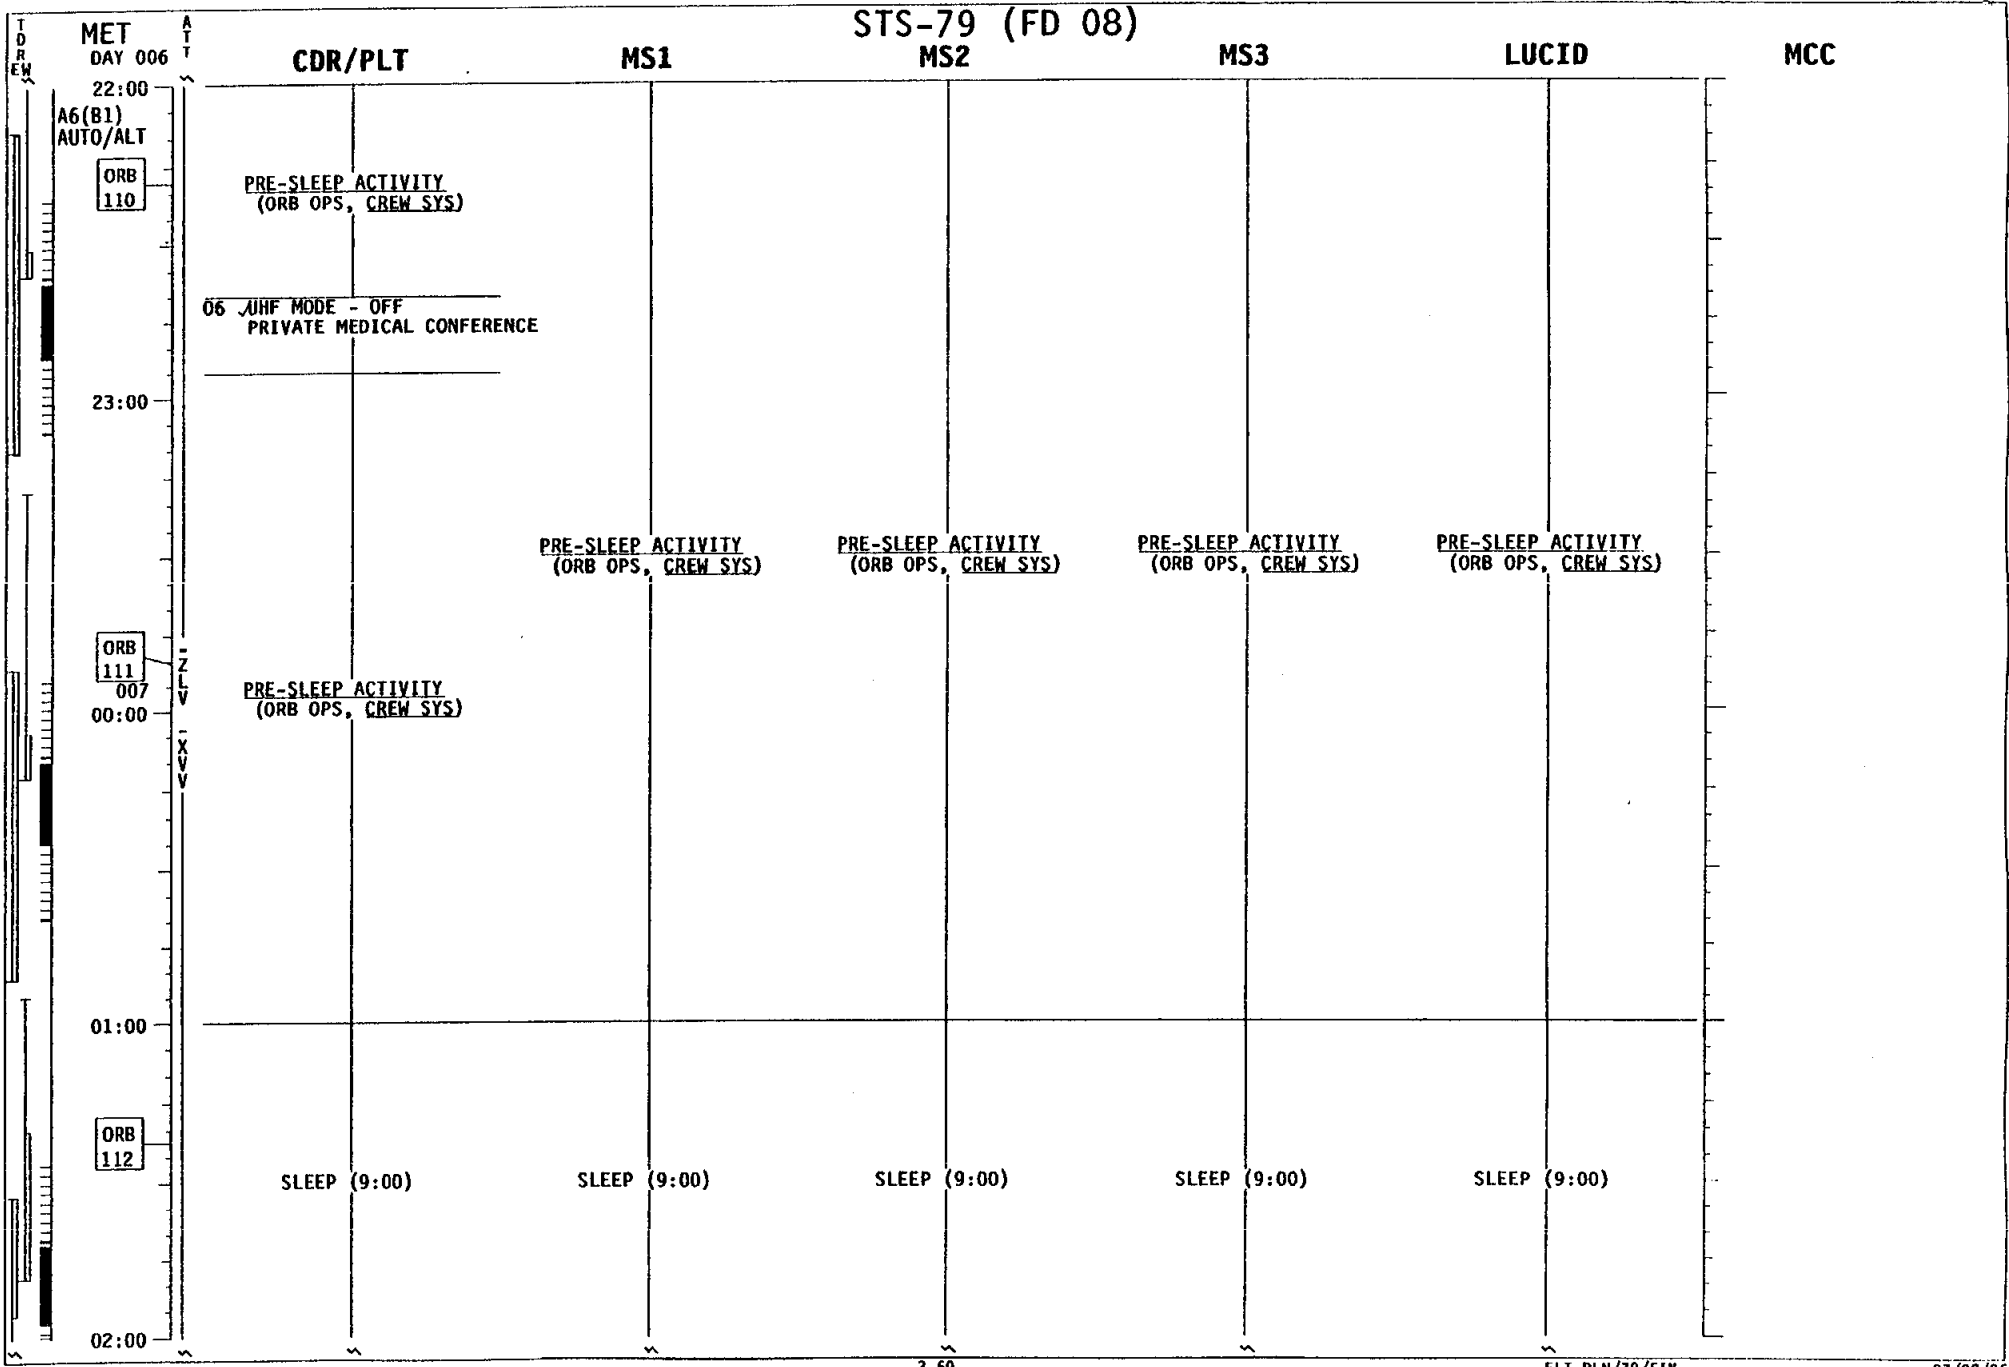 STS-79 (FD 08)
T D R E W
MET
DAY 006
A T T
CDR/PLT
MS1
MS2
MS3
LUCID
MCC
22:00
A6(B1)
AUTO/ALT
ORB
110
PRE-SLEEP ACTIVITY
(ORB OPS, CREW SYS)
06 √UHF MODE - OFF
PRIVATE MEDICAL CONFERENCE
23:00
PRE-SLEEP ACTIVITY
(ORB OPS, CREW SYS)
PRE-SLEEP ACTIVITY
(ORB OPS, CREW SYS)
PRE-SLEEP ACTIVITY
(ORB OPS, CREW SYS)
PRE-SLEEP ACTIVITY
(ORB OPS, CREW SYS)
ORB
111
007
00:00
-ZLV
-XVV
PRE-SLEEP ACTIVITY
(ORB OPS, CREW SYS)
01:00
ORB
112
SLEEP (9:00)
SLEEP (9:00)
SLEEP (9:00)
SLEEP (9:00)
SLEEP (9:00)
02:00